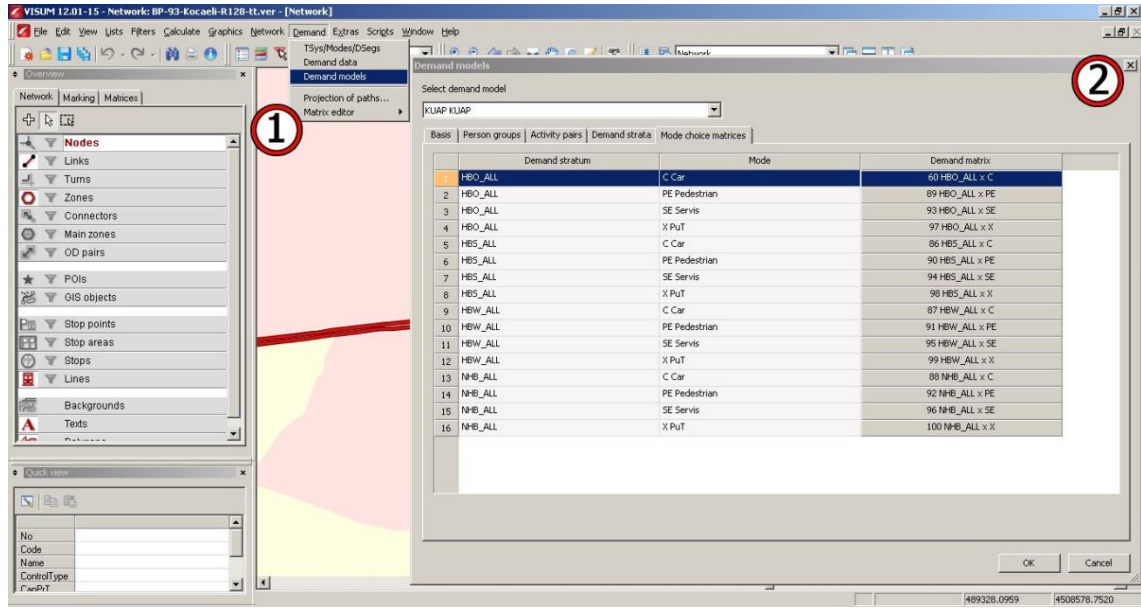 VISUM 12.01-15 - Network: BP-93-Kocaeli-R128-tt.ver - [Network]
File Edit View Lists Filters Calculate Graphics Network Demand Extras Scripts Window Help
TSys/Modes/DSegs
Demand data
Demand models
Projection of paths...
Matrix editor
1
Overview
Network Marking Matrices
Nodes
Links
Turns
Zones
Connectors
Main zones
OD pairs
POIs
GIS objects
Stop points
Stop areas
Stops
Lines
Backgrounds
Texts
Quick view
No
Code
Name
ControlType
CapPrT
Network
Demand models
2
Select demand model
KUAP KUAP
Basis Person groups Activity pairs Demand strata Mode choice matrices
Demand stratum Mode Demand matrix
1 HBO_ALL C Car 60 HBO_ALL x C
2 HBO_ALL PE Pedestrian 89 HBO_ALL x PE
3 HBO_ALL SE Servis 93 HBO_ALL x SE
4 HBO_ALL X PuT 97 HBO_ALL x X
5 HBS_ALL C Car 86 HBS_ALL x C
6 HBS_ALL PE Pedestrian 90 HBS_ALL x PE
7 HBS_ALL SE Servis 94 HBS_ALL x SE
8 HBS_ALL X PuT 98 HBS_ALL x X
9 HBW_ALL C Car 87 HBW_ALL x C
10 HBW_ALL PE Pedestrian 91 HBW_ALL x PE
11 HBW_ALL SE Servis 95 HBW_ALL x SE
12 HBW_ALL X PuT 99 HBW_ALL x X
13 NHB_ALL C Car 88 NHB_ALL x C
14 NHB_ALL PE Pedestrian 92 NHB_ALL x PE
15 NHB_ALL SE Servis 96 NHB_ALL x SE
16 NHB_ALL X PuT 100 NHB_ALL x X
OK Cancel
489328.0959 4508578.7520